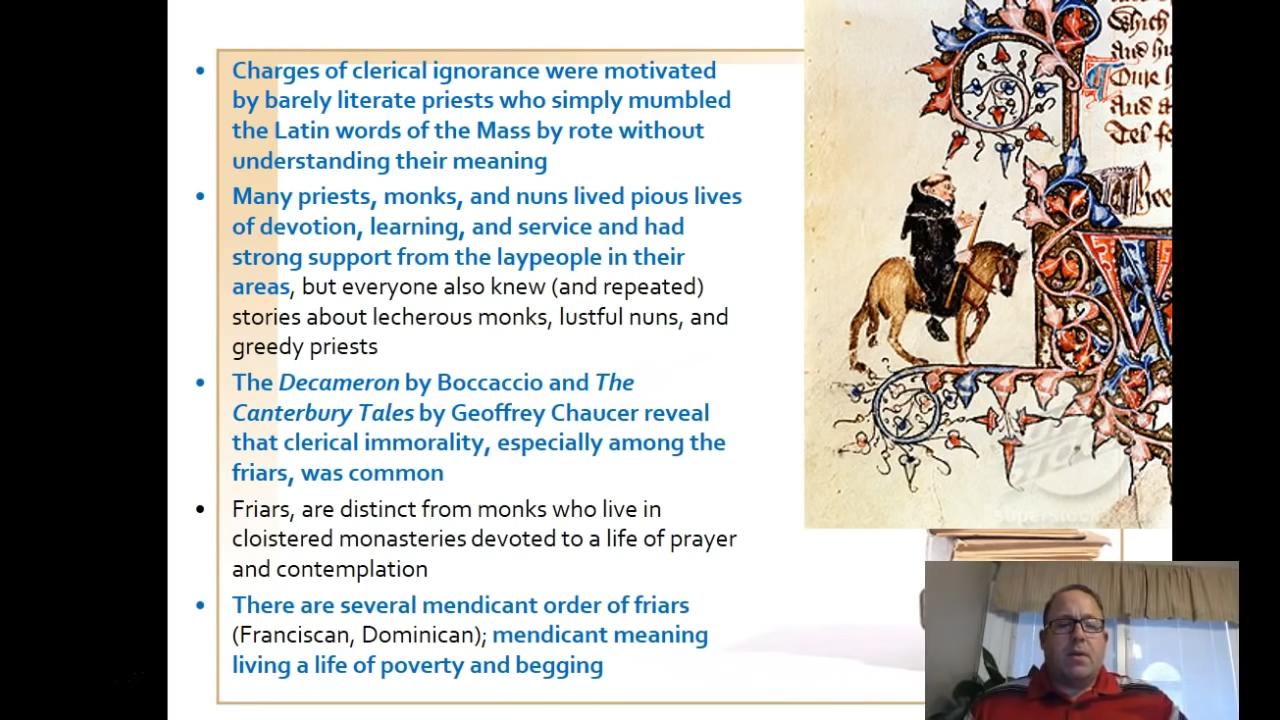 Charges of clerical ignorance were motivated
by barely literate priests who simply mumbled
the Latin words of the Mass by rote without
understanding their meaning
Many priests, monks, and nuns lived pious lives
of devotion, learning, and service and had
strong support from the laypeople in their
areas, but everyone also knew (and repeated)
stories about lecherous monks, lustful nuns, and
greedy priests
The Decameron by Boccaccio and The
Canterbury Tales by Geoffrey Chaucer reveal
that clerical immorality, especially among the
friars, was common
Friars, are distinct from monks who live in
cloistered monasteries devoted to a life of prayer
and contemplation
There are several mendicant order of friars
(Franciscan, Dominican); mendicant meaning
living a life of poverty and begging